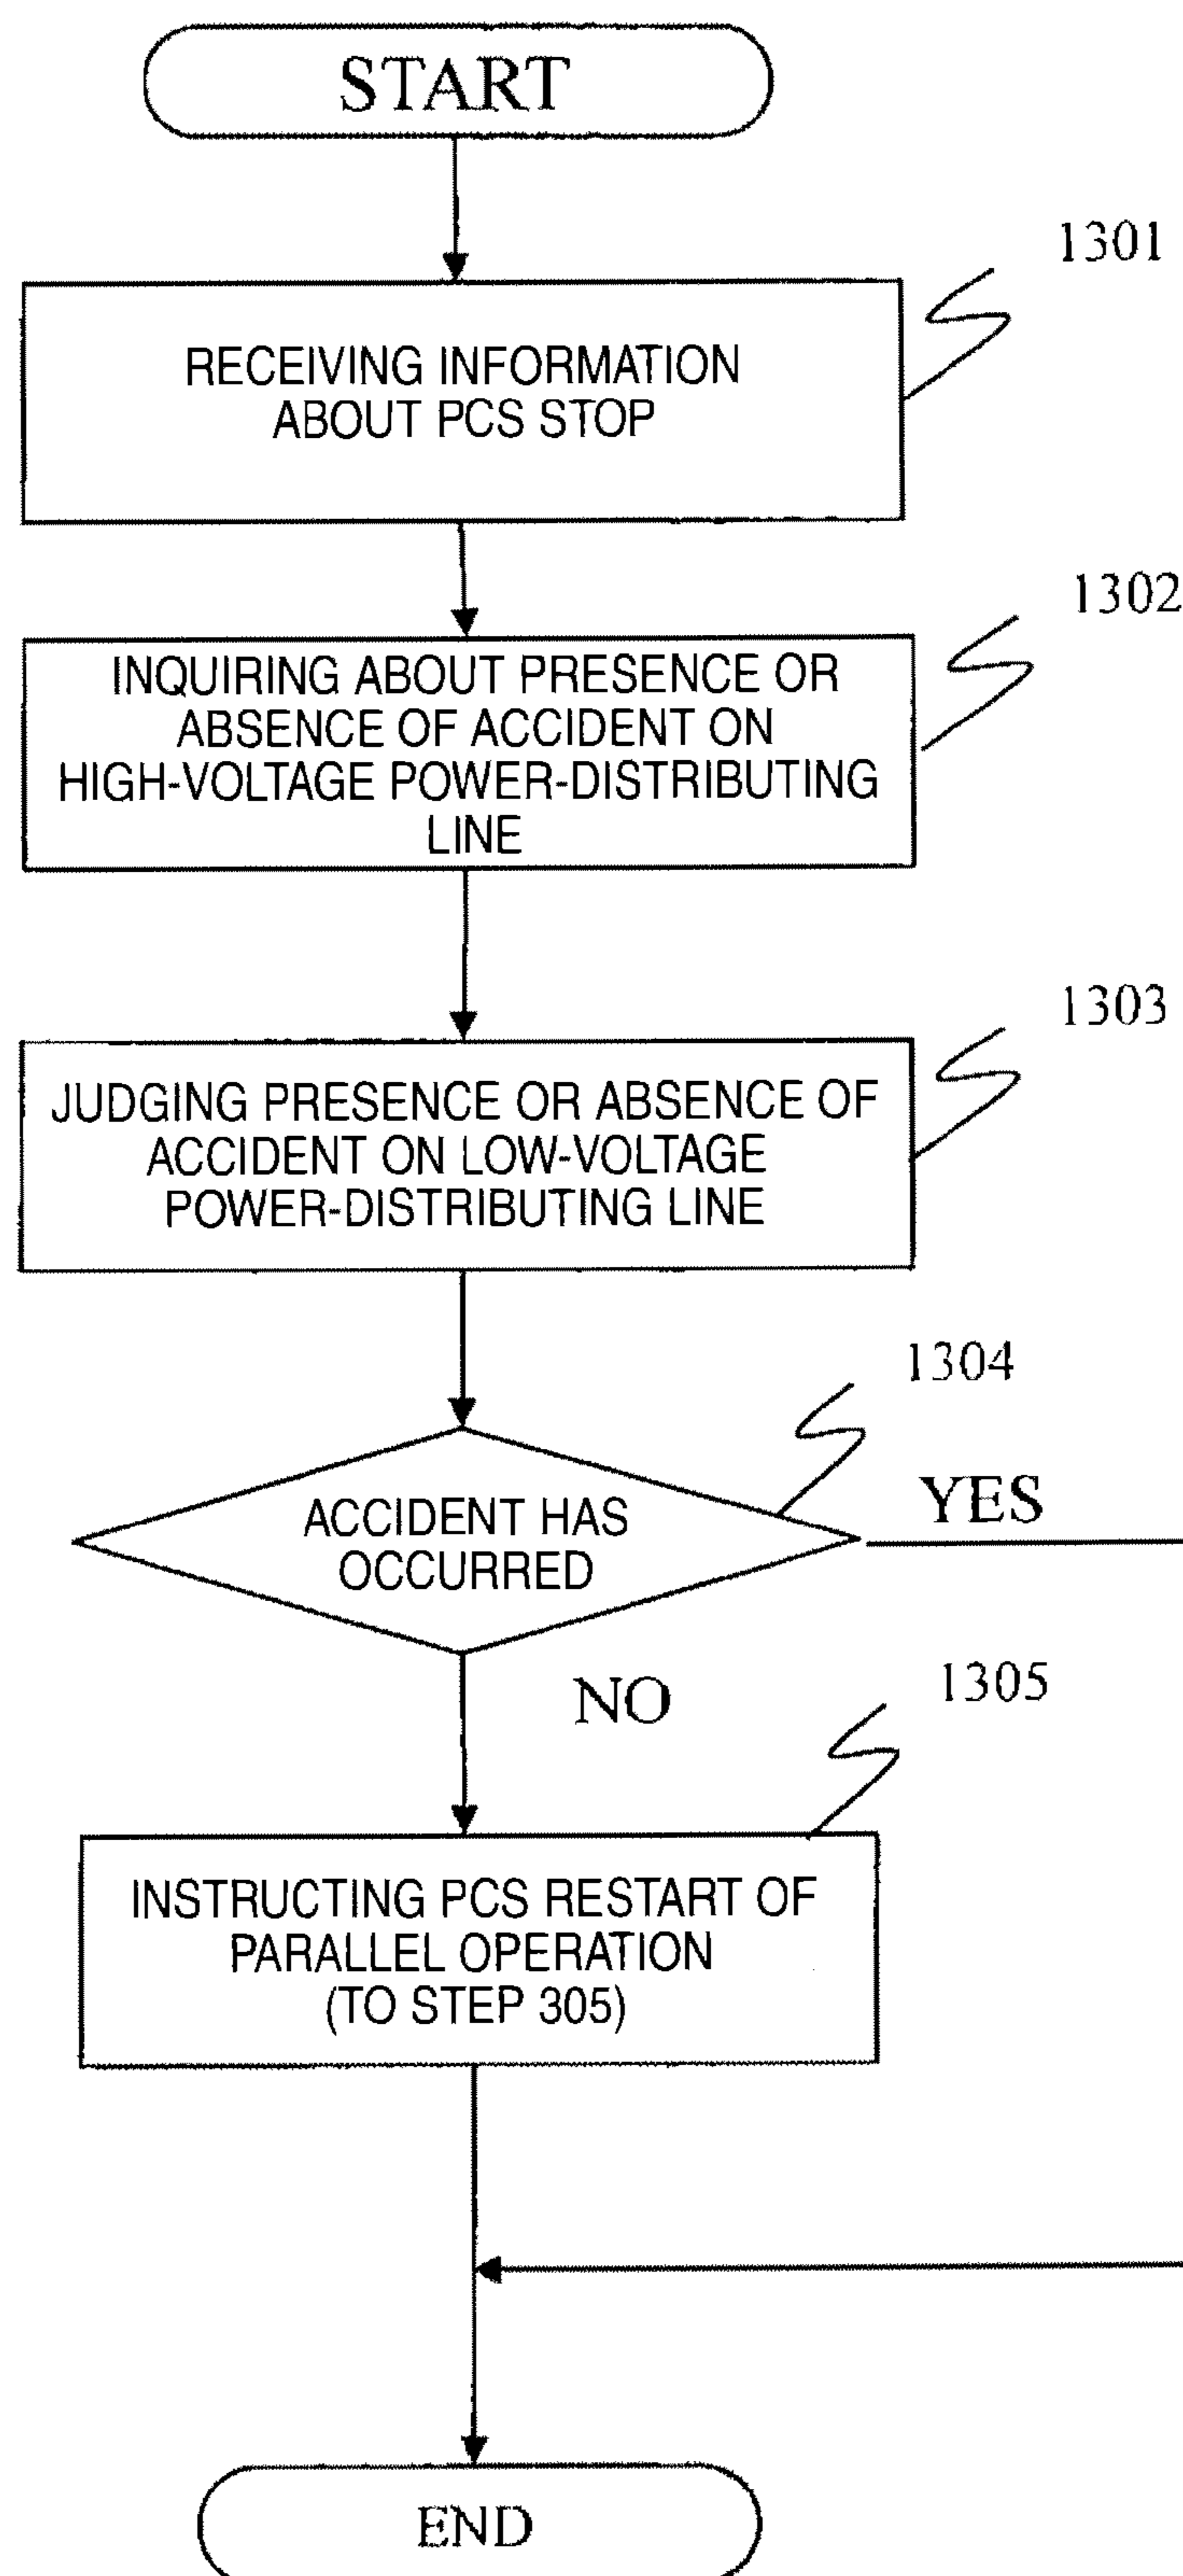 START
1301
RECEIVING INFORMATION
ABOUT PCS STOP
1302
INQUIRING ABOUT PRESENCE OR
ABSENCE OF ACCIDENT ON
HIGH-VOLTAGE POWER-DISTRIBUTING
LINE
1303
JUDGING PRESENCE OR ABSENCE OF
ACCIDENT ON LOW-VOLTAGE
POWER-DISTRIBUTING LINE
1304
ACCIDENT HAS
OCCURRED
YES
NO
1305
INSTRUCTING PCS RESTART OF
PARALLEL OPERATION
(TO STEP 305)
END